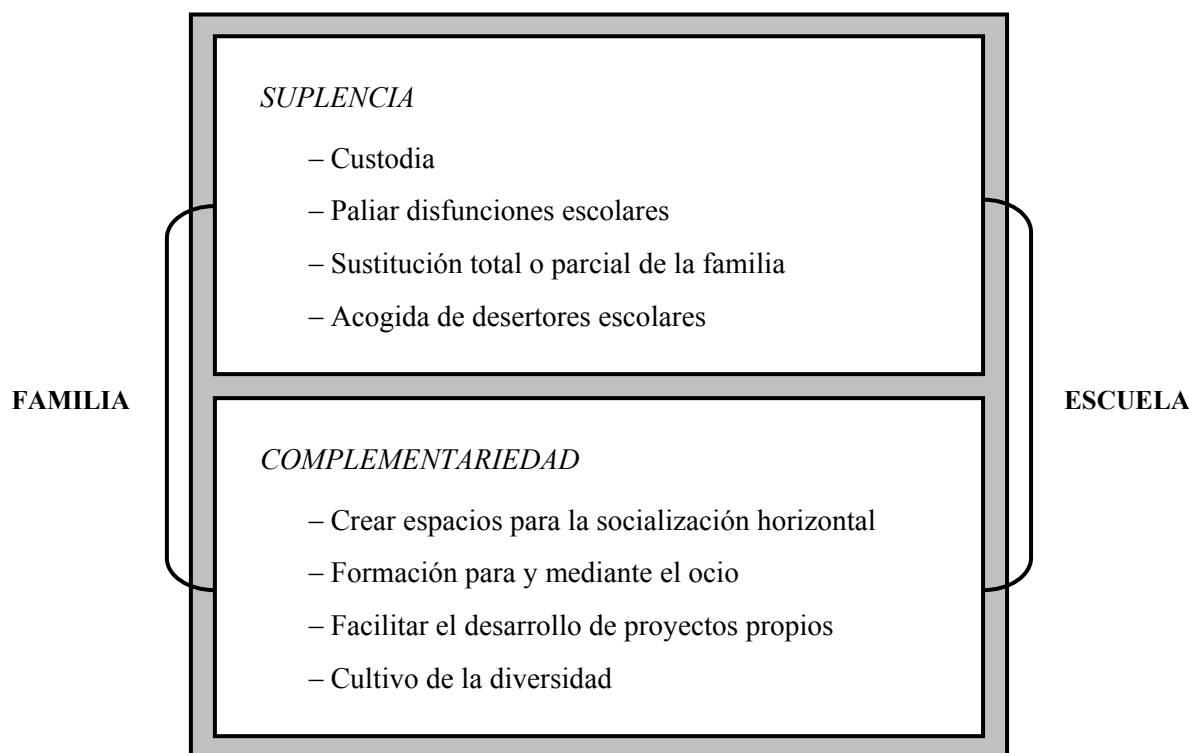 SUPLENCIA
– Custodia
– Paliar disfunciones escolares
– Sustitución total o parcial de la familia
– Acogida de desertores escolares
FAMILIA
ESCUELA
COMPLEMENTARIEDAD
– Crear espacios para la socialización horizontal
– Formación para y mediante el ocio
– Facilitar el desarrollo de proyectos propios
– Cultivo de la diversidad